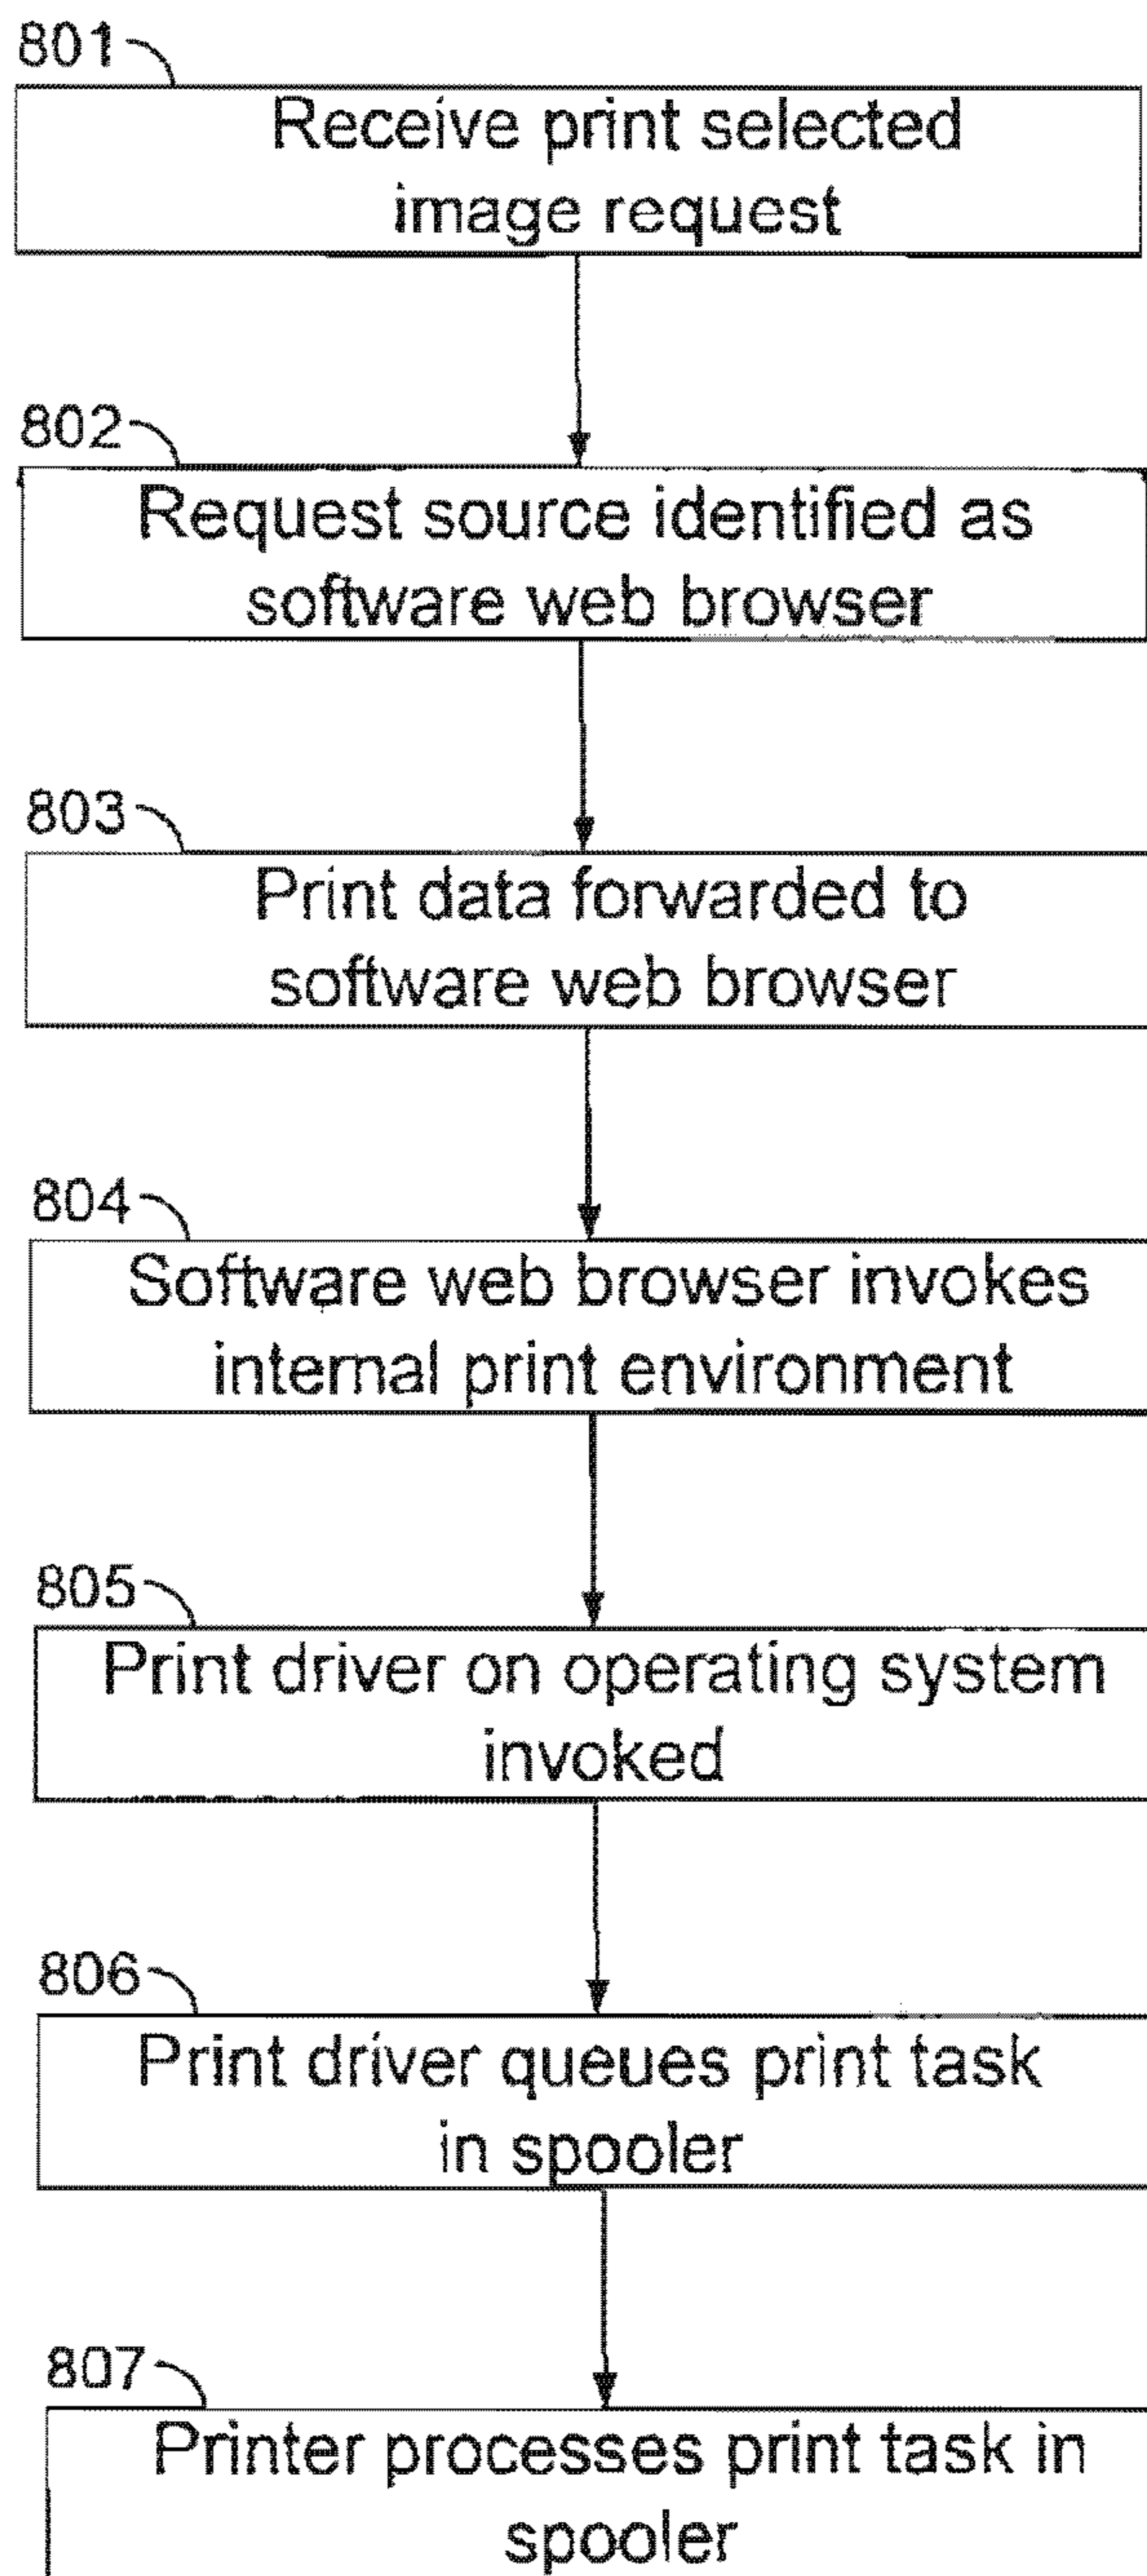 801
Receive print selected
image request
802
Request source identified as
software web browser
803
Print data forwarded to
software web browser
804
Software web browser invokes
internal print environment
805
Print driver on operating system
invoked
806
Print driver queues print task
in spooler
807
Printer processes print task in
spooler